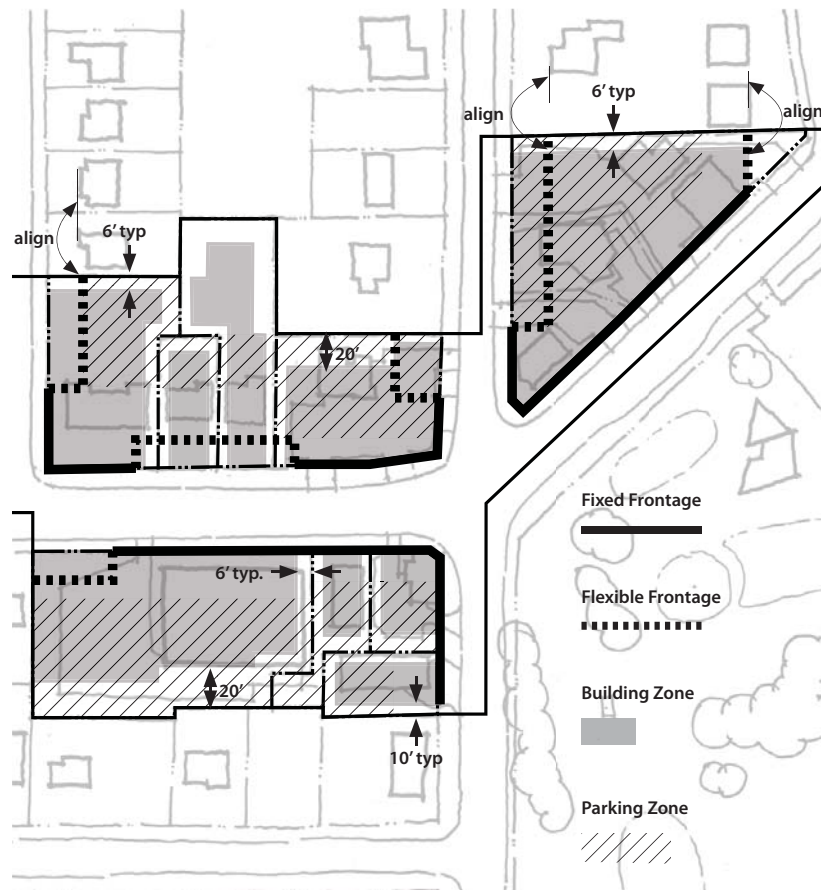 6’ typ
align
align
6’ typ
align
20’
Fixed Frontage
6’ typ.
Flexible Frontage
20’
Building Zone
10’ typ
Parking Zone